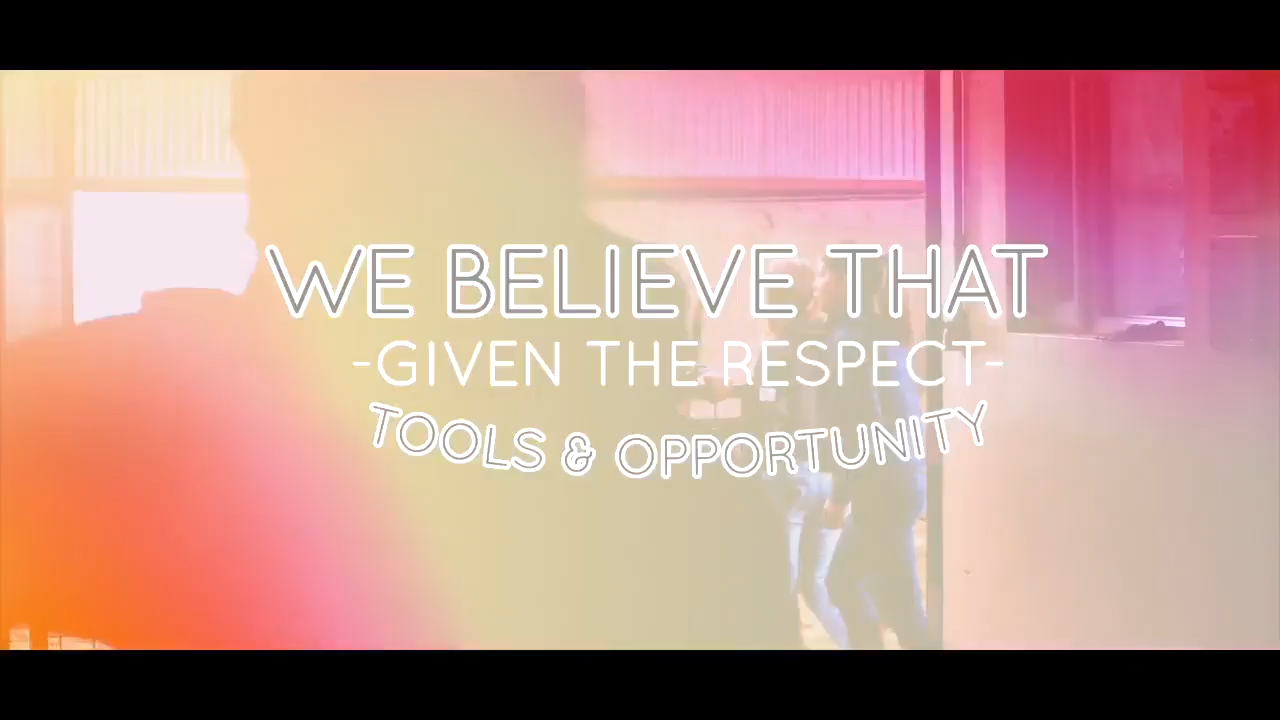 WE BELIEVE THAT
-GIVEN THE RESPECT-
TOOLS & OPPORTUNITY